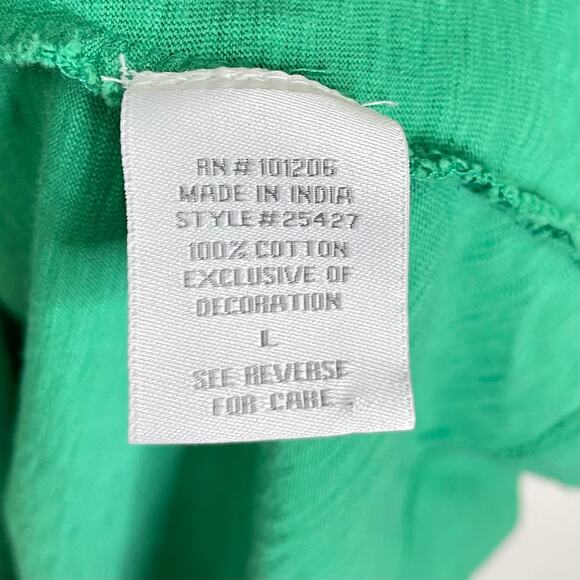 RN # 101206
MADE IN INDIA
STYLE#25427
100% COTTON
EXCLUSIVE OF
DECORATION
L
SEE REVERSE
FOR CARE